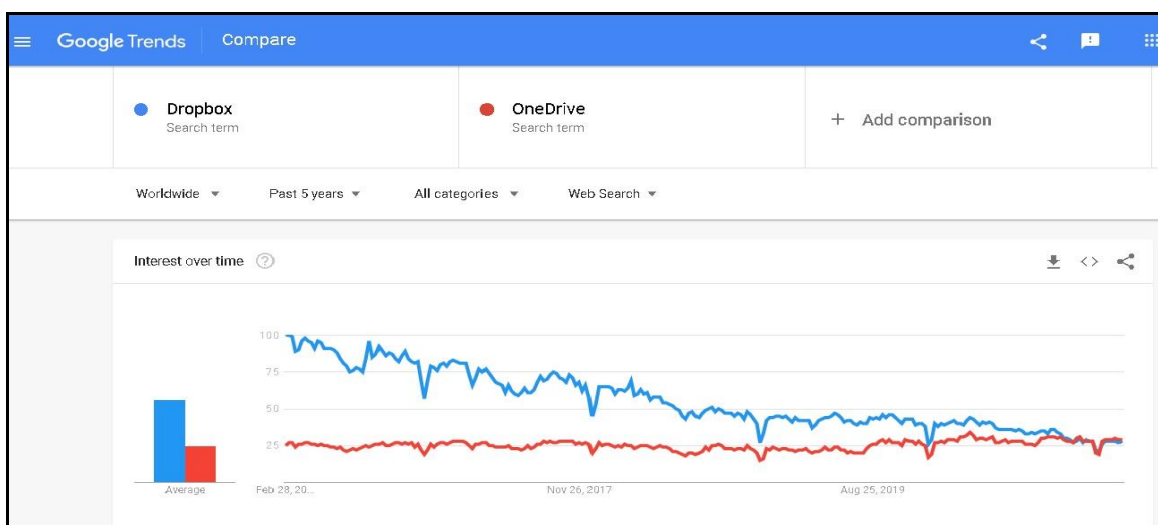 Google Trends Compare
Dropbox
Search term
OneDrive
Search term
+ Add comparison
Worldwide Past 5 years All categories Web Search
Interest over time
100
75
50
25
Average
Feb 28, 20...
Nov 26, 2017
Aug 25, 2019